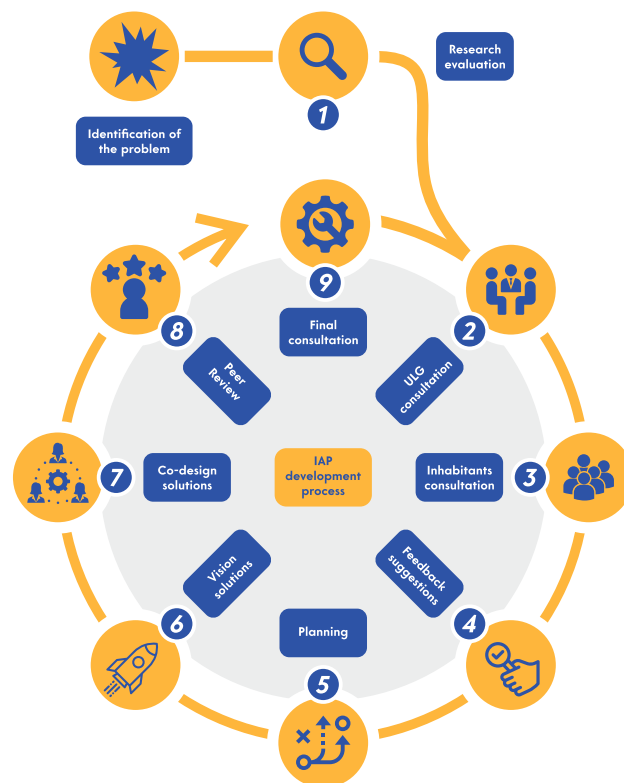 Research
evaluation
Identification of
the problem
1
9
Final
consultation
2
ULG
consultation
3
Inhabitants
consultation
4
Feedback
suggestions
5
Planning
6
Vision
solutions
7
Co-design
solutions
8
Peer
Review
IAP
development
process